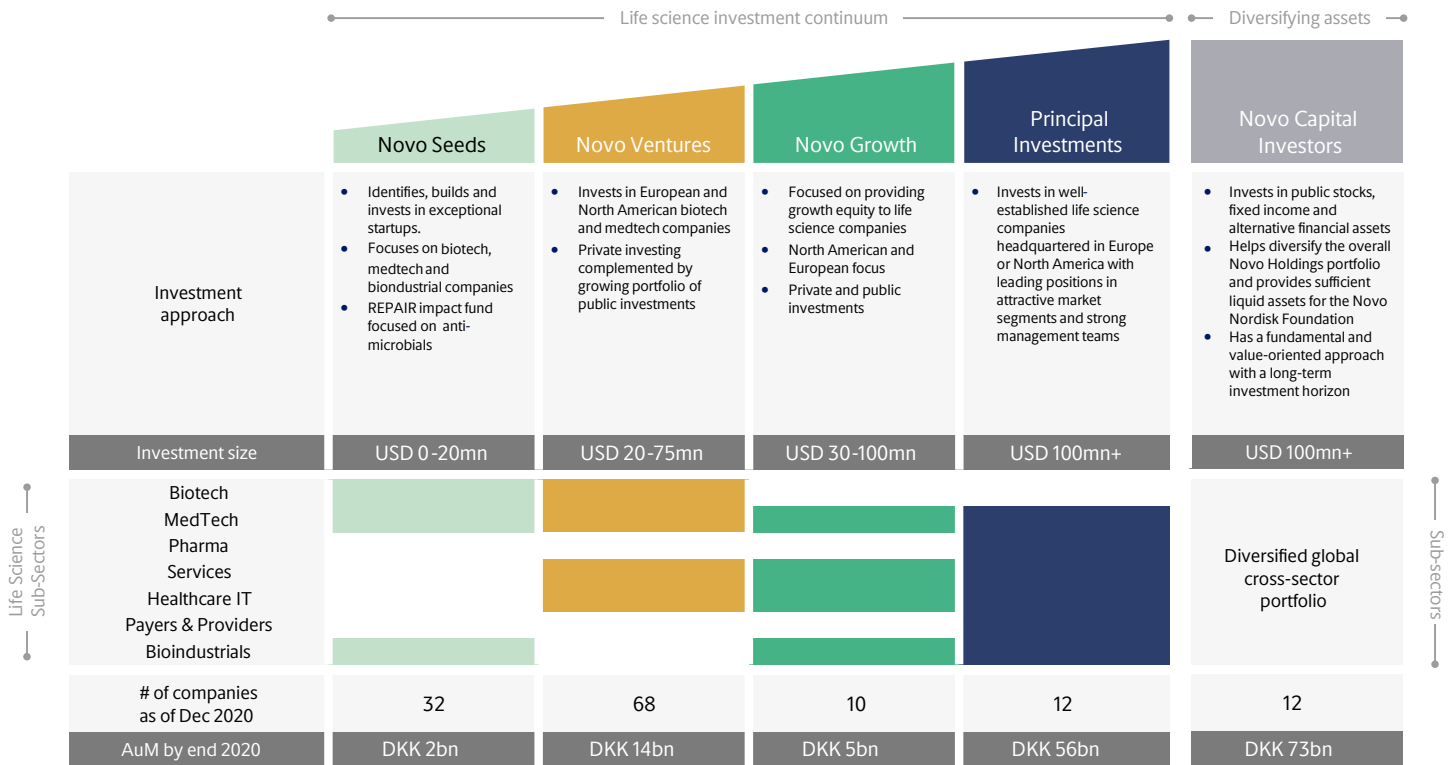 Life science investment continuum
Diversifying assets
Novo Seeds
Novo Ventures
Novo Growth
Principal
Investments
Novo Capital
Investors
Investment
approach
• Identifies, builds and
invests in exceptional
startups.
• Focuses on biotech,
medtech and
biondustrial companies
• REPAIR impact fund
focused on anti-
microbials
• Invests in European and
North American biotech
and medtech companies
• Private investing
complemented by
growing portfolio of
public investments
• Focused on providing
growth equity to life
science companies
• North American and
European focus
• Private and public
investments
• Invests in well-
established life science
companies
headquartered in Europe
or North America with
leading positions in
attractive market
segments and strong
management teams
• Invests in public stocks,
fixed income and
alternative financial assets
• Helps diversify the overall
Novo Holdings portfolio
and provides sufficient
liquid assets for the Novo
Nordisk Foundation
• Has a fundamental and
value-oriented approach
with a long-term
investment horizon
Investment size
USD 0-20mn
USD 20-75mn
USD 30-100mn
USD 100mn+
USD 100mn+
Life Science
Sub-Sectors
Biotech
MedTech
Pharma
Services
Healthcare IT
Payers & Providers
Bioindustrials
Diversified global
cross-sector
portfolio
Sub-sectors
# of companies
as of Dec 2020
32
68
10
12
12
AuM by end 2020
DKK 2bn
DKK 14bn
DKK 5bn
DKK 56bn
DKK 73bn